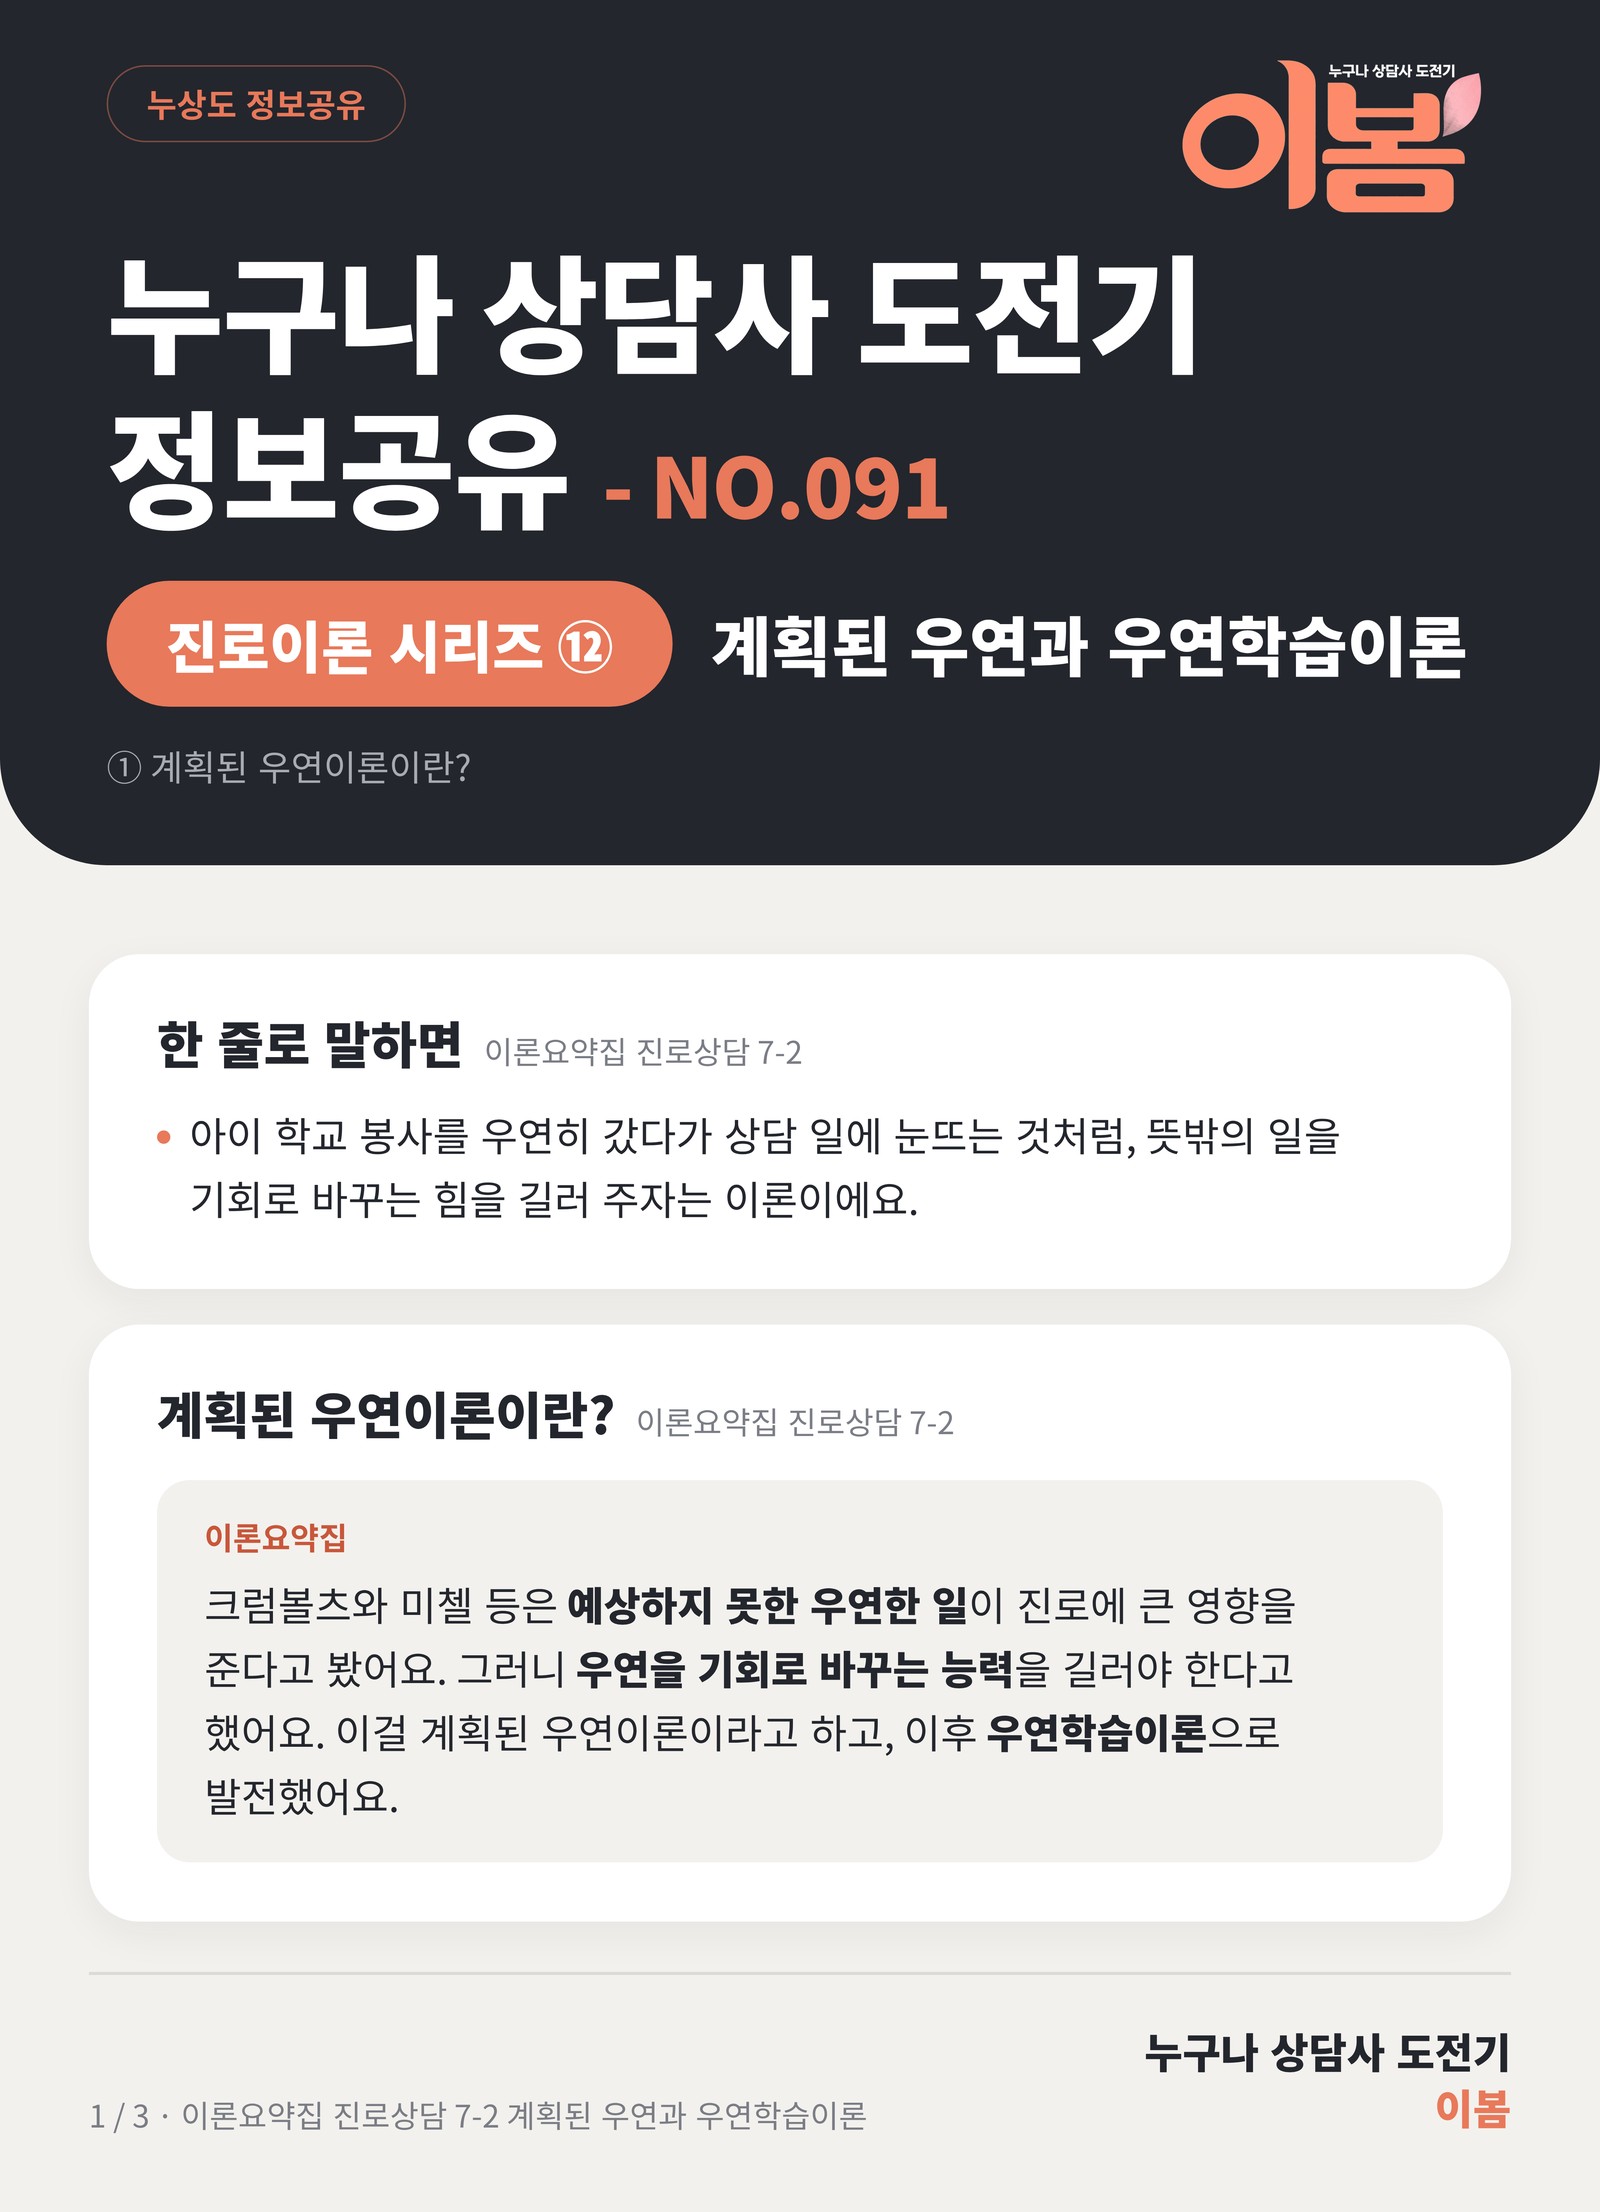 누상도 정보공유
누구나 상담사 도전기
이봄
누구나 상담사 도전기
정보공유 - NO.091
진로이론 시리즈 ⑫ 계획된 우연과 우연학습이론
① 계획된 우연이론이란?
한 줄로 말하면 이론요약집 진로상담 7-2
• 아이 학교 봉사를 우연히 갔다가 상담 일에 눈뜨는 것처럼, 뜻밖의 일을
기회로 바꾸는 힘을 길러 주자는 이론이에요.
계획된 우연이론이란? 이론요약집 진로상담 7-2
이론요약집
크럼볼츠와 미첼 등은 예상하지 못한 우연한 일이 진로에 큰 영향을
준다고 봤어요. 그러니 우연을 기회로 바꾸는 능력을 길러야 한다고
했어요. 이걸 계획된 우연이론이라고 하고, 이후 우연학습이론으로
발전했어요.
누구나 상담사 도전기
1 / 3 · 이론요약집 진로상담 7-2 계획된 우연과 우연학습이론
이봄